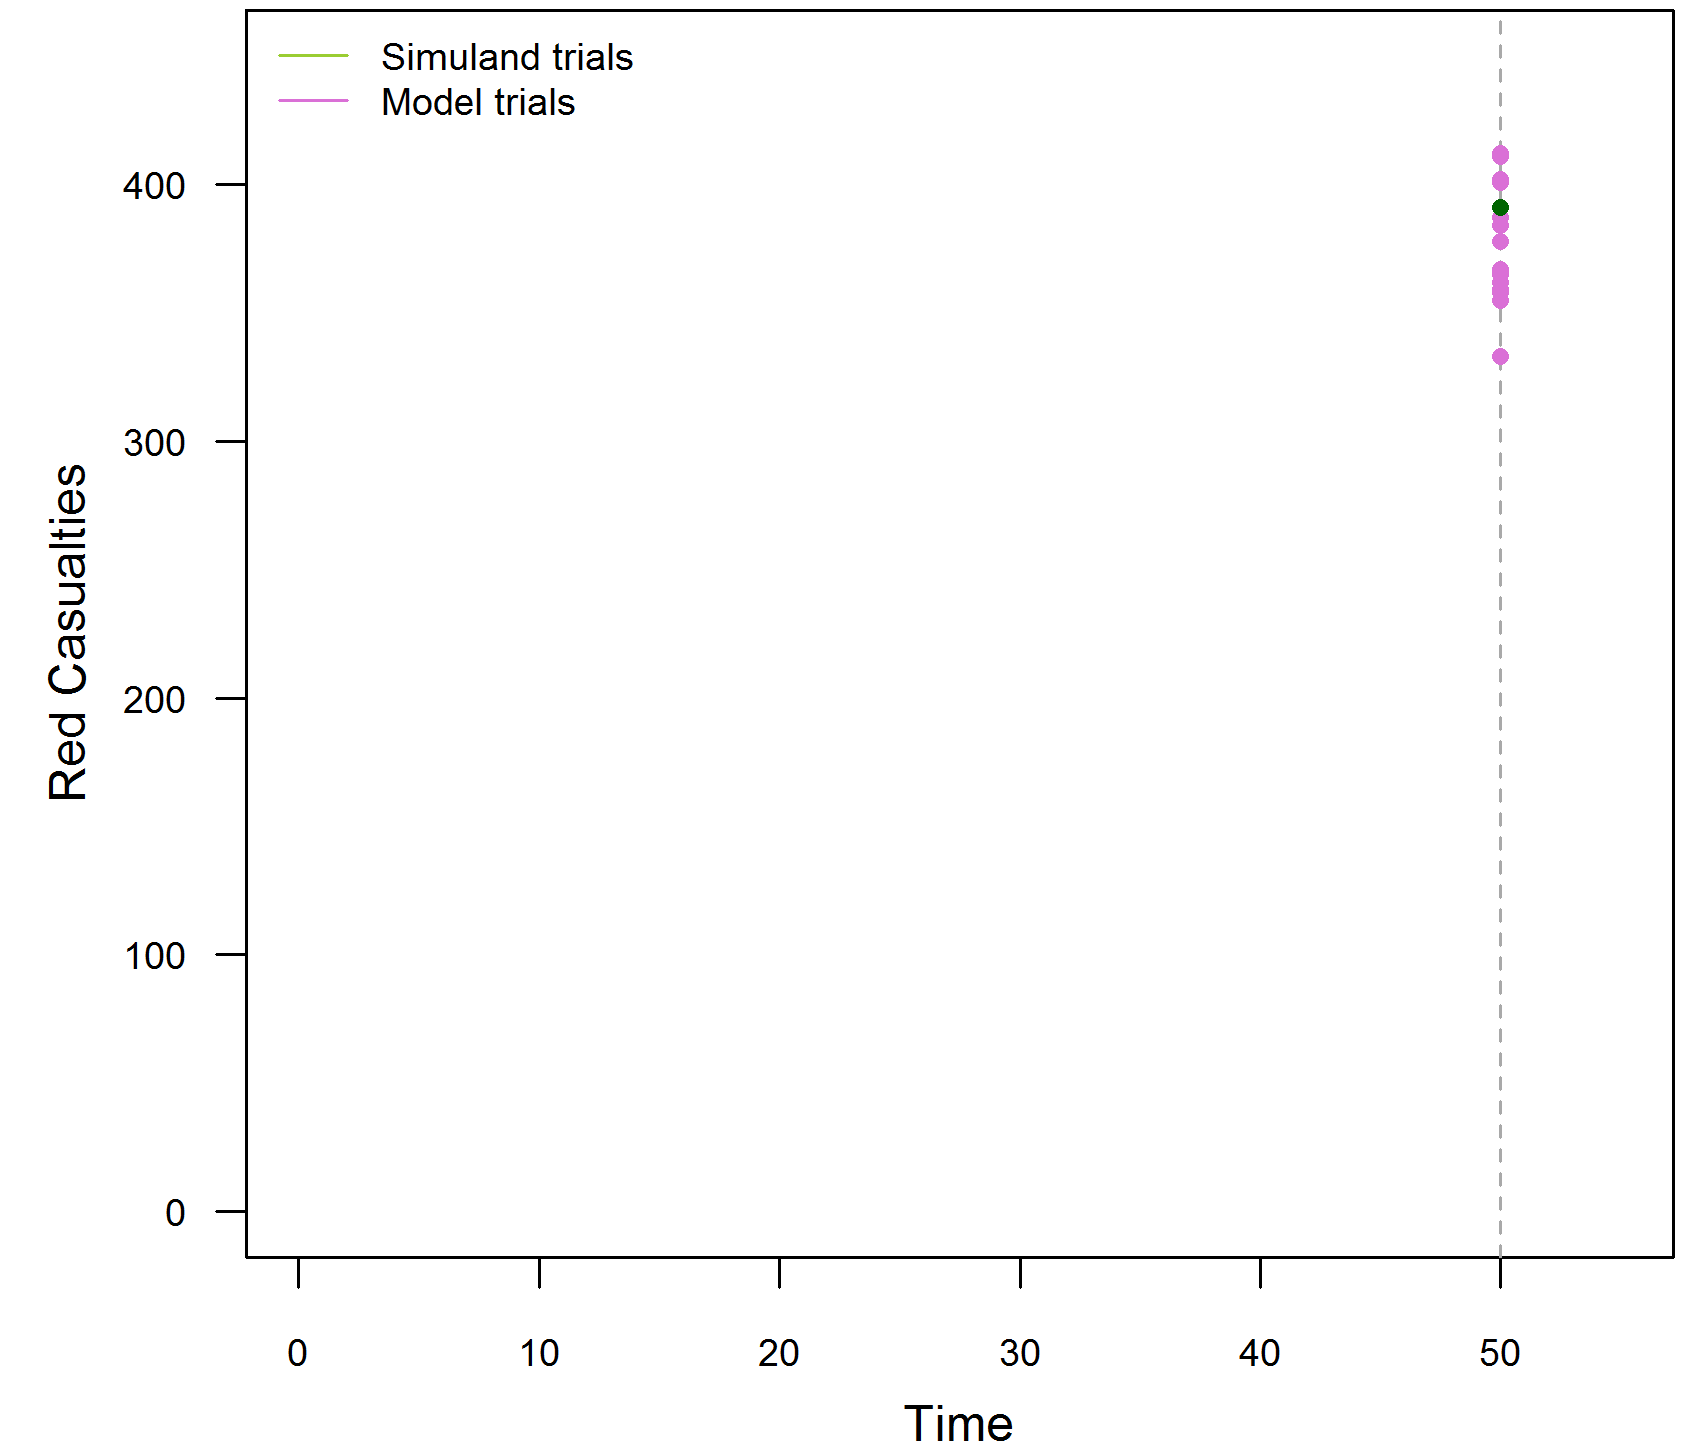 Simuland trials
Model trials
400
300
200
100
0
Red Casualties
0 10 20 30 40 50
Time